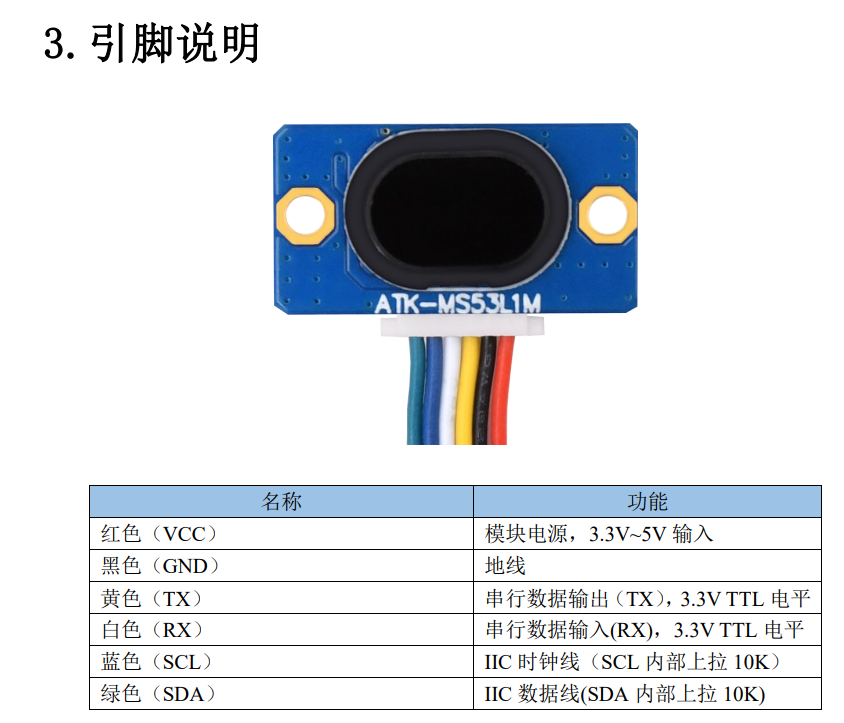 3. 引脚说明
ATK-MS53L1M
名称 功能
红色（VCC） 模块电源，3.3V~5V 输入
黑色（GND） 地线
黄色（TX） 串行数据输出（TX），3.3V TTL 电平
白色（RX） 串行数据输入(RX)，3.3V TTL 电平
蓝色（SCL） IIC 时钟线（SCL 内部上拉 10K）
绿色（SDA） IIC 数据线(SDA 内部上拉 10K)